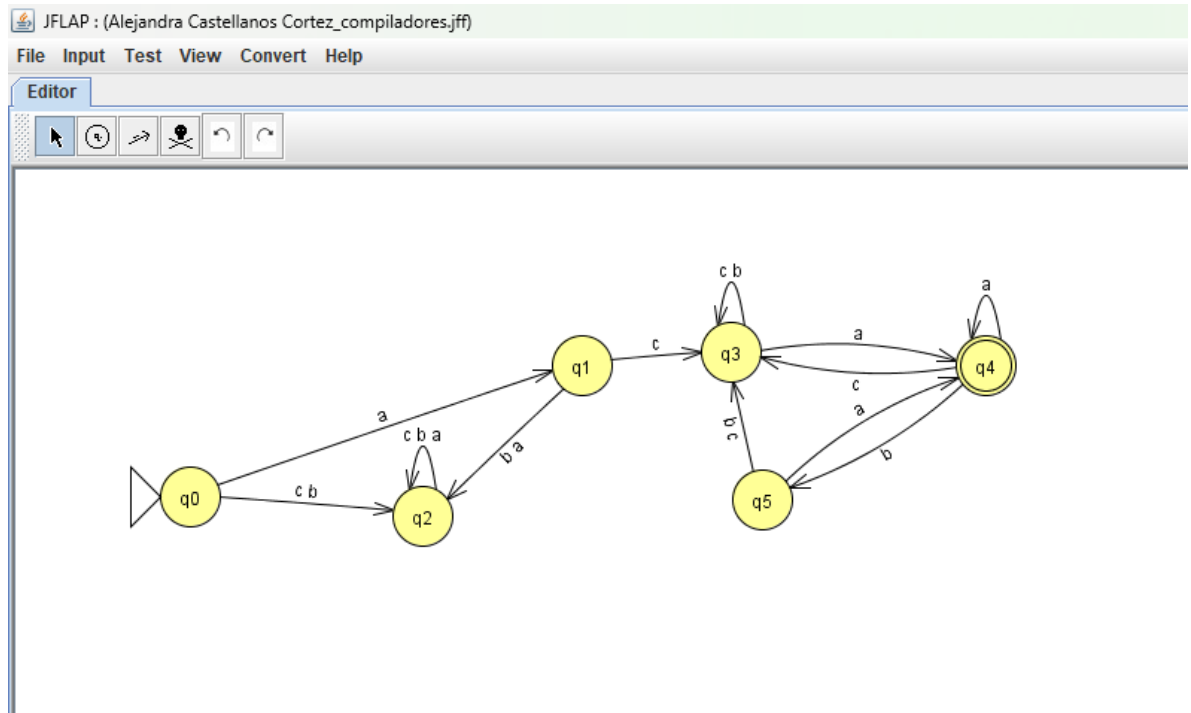 JFLAP : (Alejandra Castellanos Cortez_compiladores.jff)
File Input Test View Convert Help
Editor
c b
a
q1
c
q3
a
c
q4
a
c b a
b a
b c
a
b
q0
c b
q2
q5